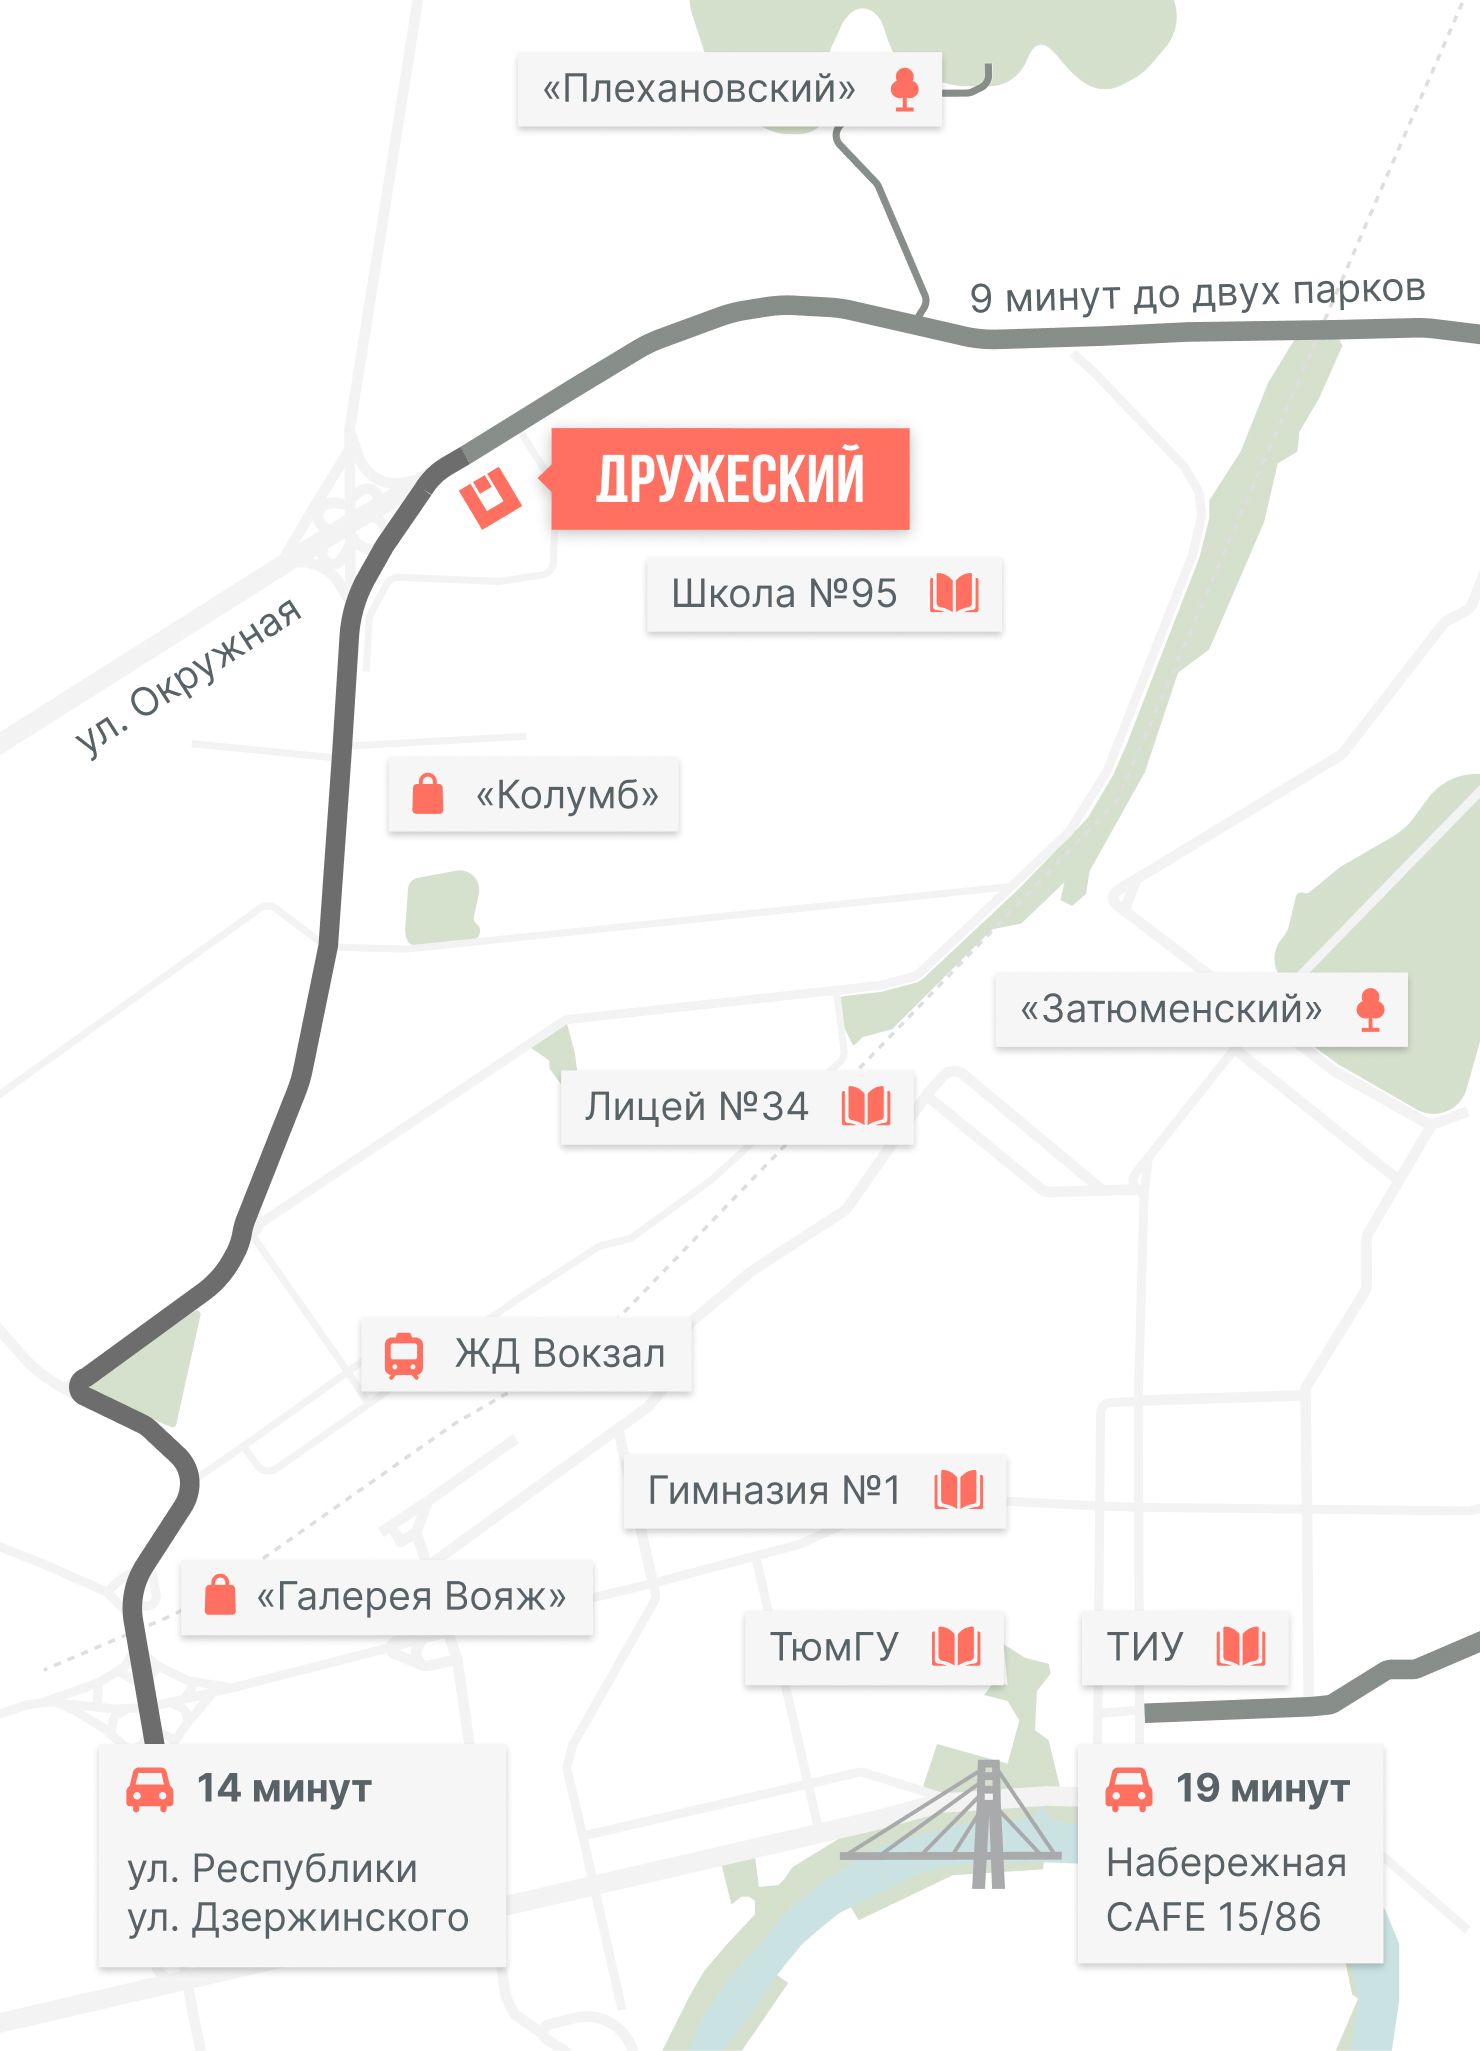 «Плехановский»
9 минут до двух парков
ДРУЖЕСКИЙ
Школа №95
ул. Окружная
«Колумб»
«Затюменский»
Лицей №34
ЖД Вокзал
Гимназия №1
«Галерея Вояж»
ТюмГУ
ТИУ
14 минут
ул. Республики
ул. Дзержинского
19 минут
Набережная
CAFE 15/86